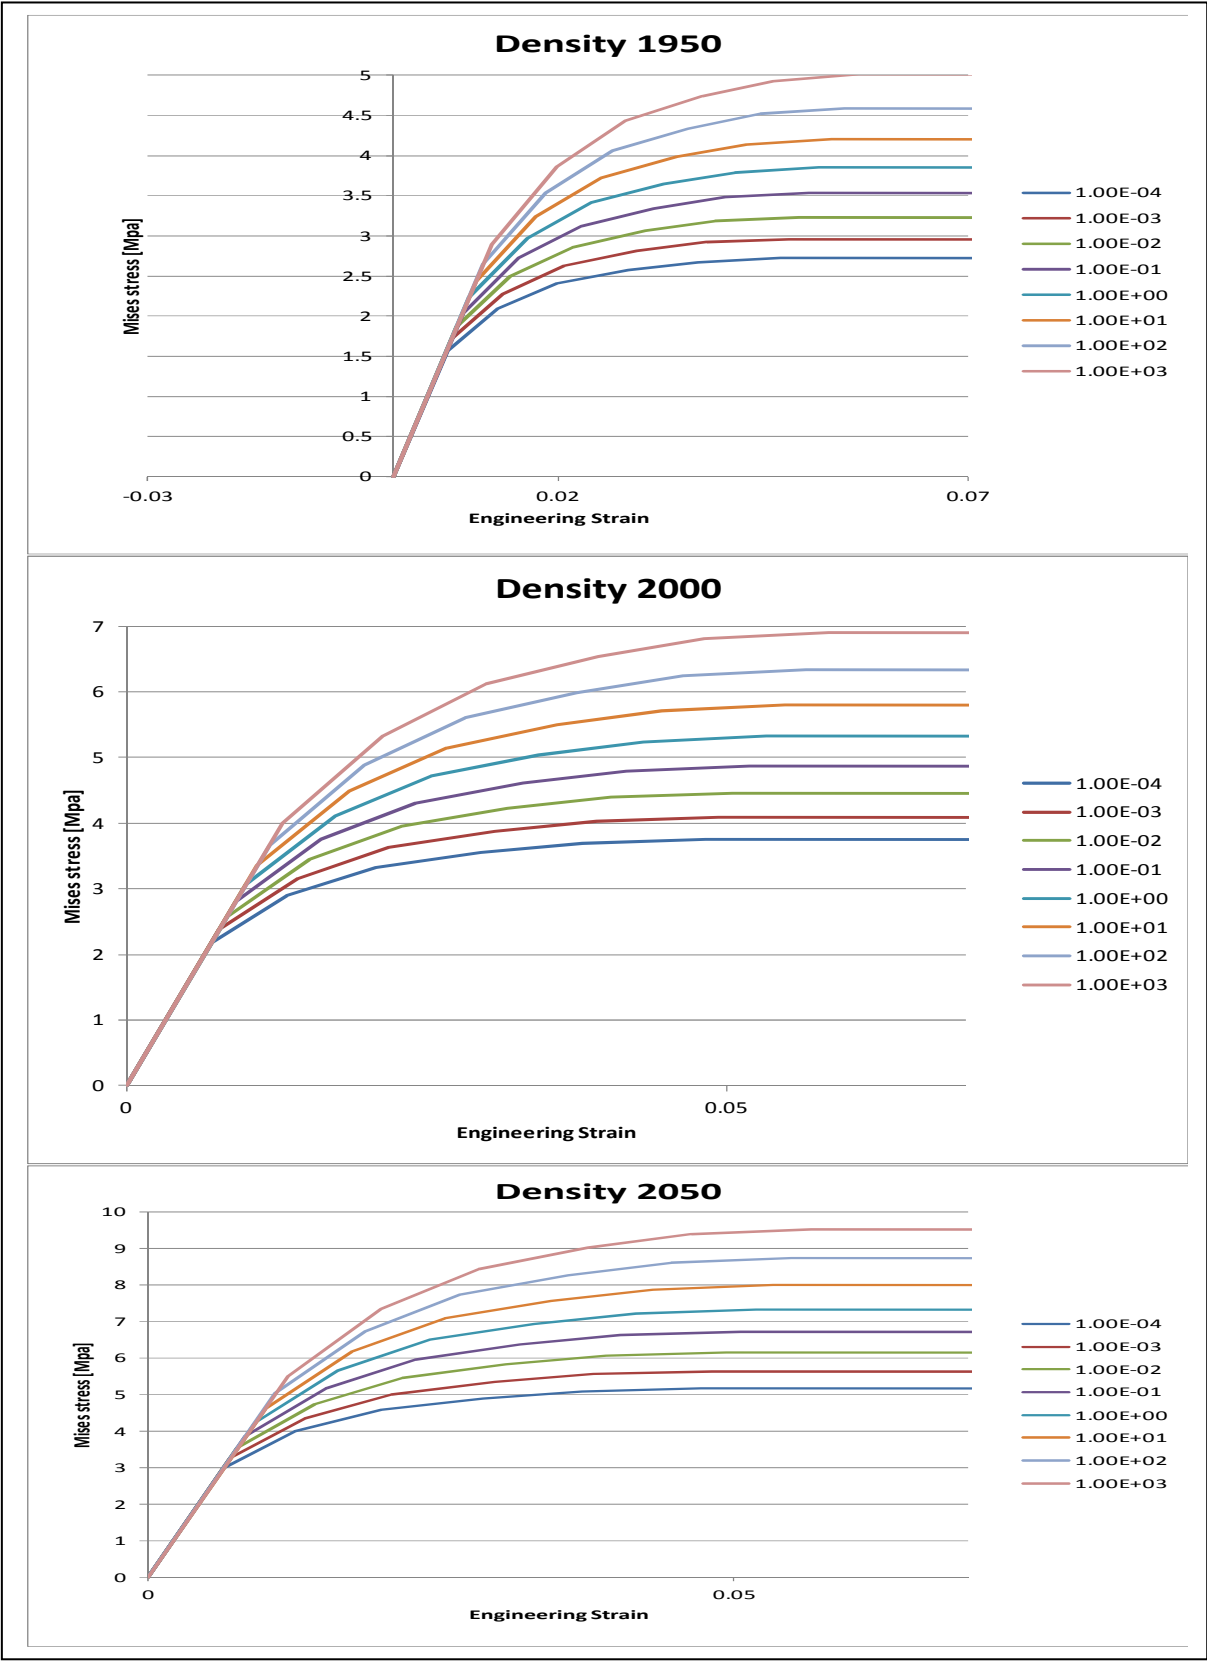 Density 1950
5
4.5
4
3.5
3
2.5
2
1.5
1
0.5
0
Mises stress [Mpa]
-0.03 0.02 0.07
Engineering Strain
1.00E-04
1.00E-03
1.00E-02
1.00E-01
1.00E+00
1.00E+01
1.00E+02
1.00E+03
Density 2000
7
6
5
4
3
2
1
0
Mises stress [Mpa]
0 0.05
Engineering Strain
1.00E-04
1.00E-03
1.00E-02
1.00E-01
1.00E+00
1.00E+01
1.00E+02
1.00E+03
Density 2050
10
9
8
7
6
5
4
3
2
1
0
Mises stress [Mpa]
0 0.05
Engineering Strain
1.00E-04
1.00E-03
1.00E-02
1.00E-01
1.00E+00
1.00E+01
1.00E+02
1.00E+03